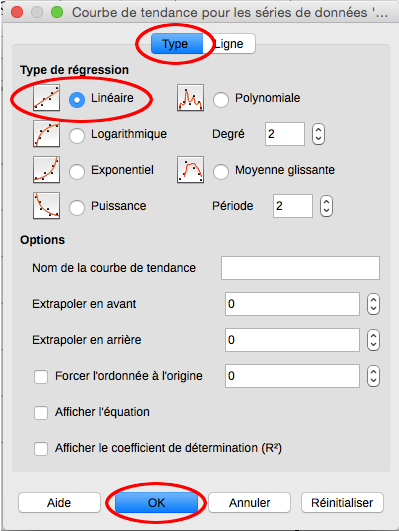 Courbe de tendance pour les séries de données '...
Type Ligne
Type de régression
Linéaire Polynomiale
Logarithmique Degré 2
Exponentiel Moyenne glissante
Puissance Période 2
Options
Nom de la courbe de tendance
Extrapoler en avant 0
Extrapoler en arrière 0
Forcer l'ordonnée à l'origine 0
Afficher l'équation
Afficher le coefficient de détermination (R²)
Aide OK Annuler Réinitialiser